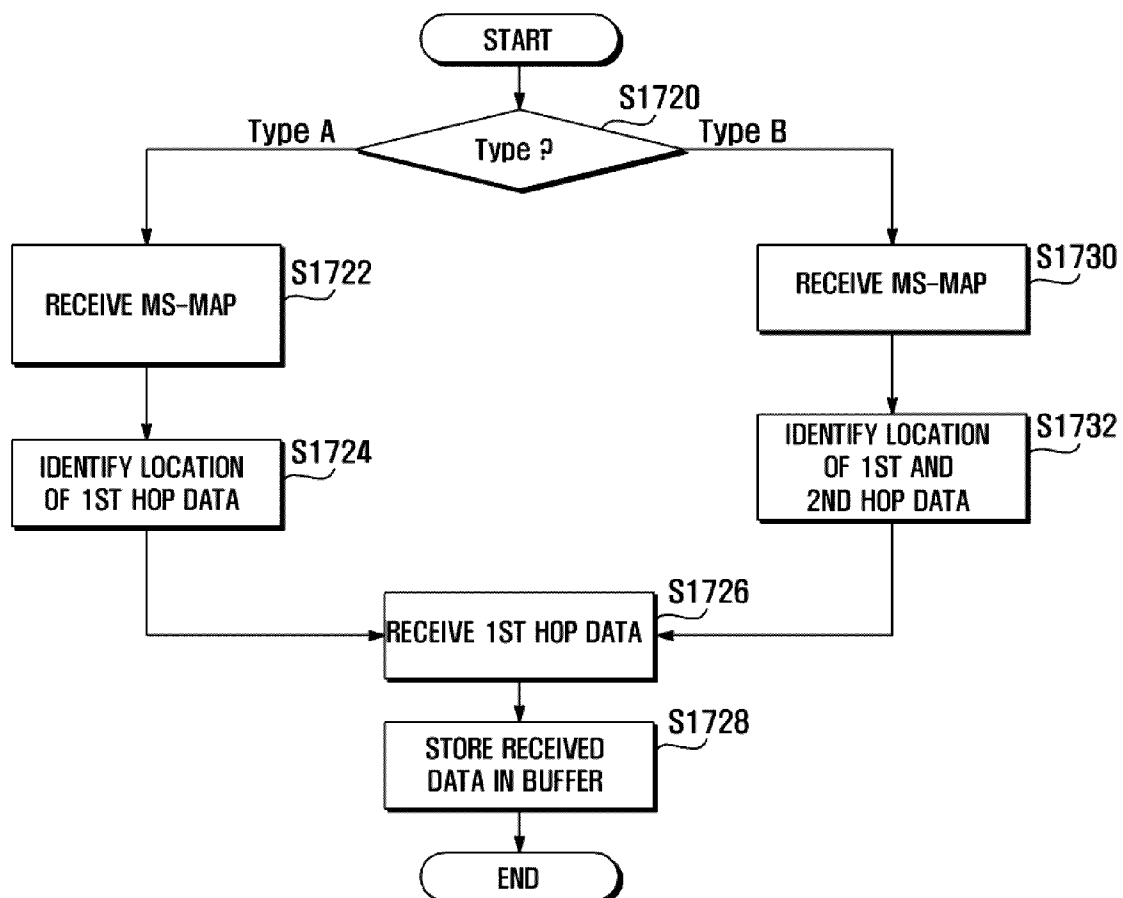 START
S1720
Type A
Type ?
Type B
S1722
RECEIVE MS-MAP
S1730
RECEIVE MS-MAP
S1724
IDENTIFY LOCATION
OF 1ST HOP DATA
S1732
IDENTIFY LOCATION
OF 1ST AND
2ND HOP DATA
S1726
RECEIVE 1ST HOP DATA
S1728
STORE RECEIVED
DATA IN BUFFER
END